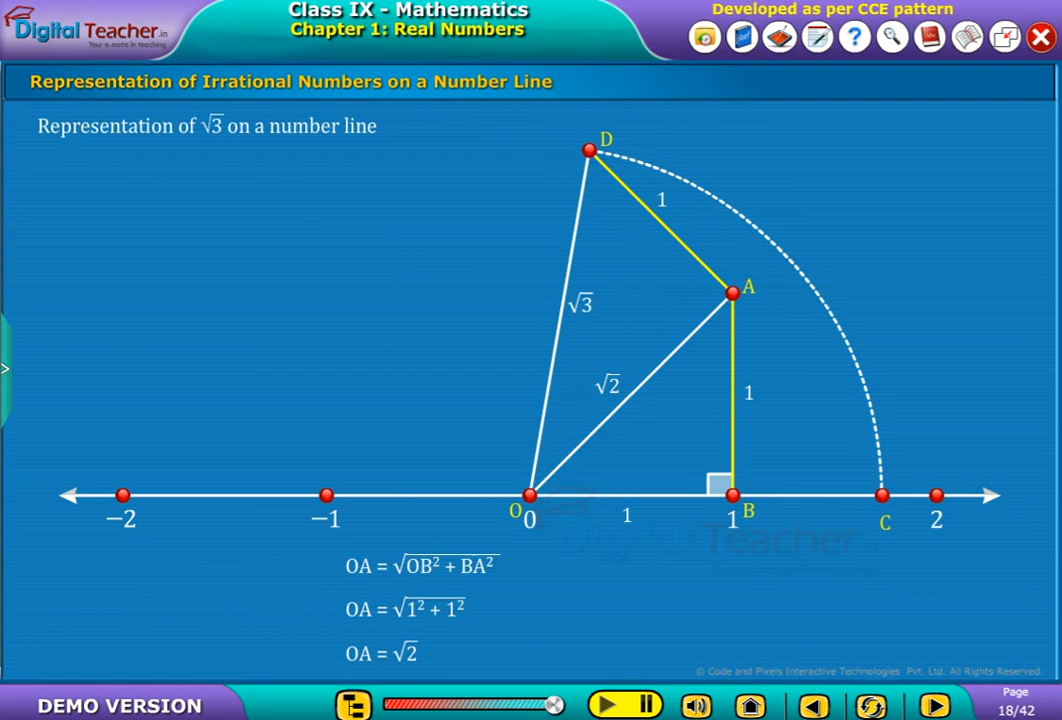 Digital Teacher.in
Your e-mate in teaching
Class IX - Mathematics
Chapter 1: Real Numbers
Developed as per CCE pattern
?
Representation of Irrational Numbers on a Number Line
Representation of √3 on a number line
D
1
A
√3
√2
1
O
B
C
−2
−1
0
1
1
2
Digital Teacher.in
OA = √OB² + BA²
OA = √1² + 1²
OA = √2
© Code and Pixels Interactive Technologies Pvt. Ltd. All Rights Reserved.
DEMO VERSION
Page
18/42